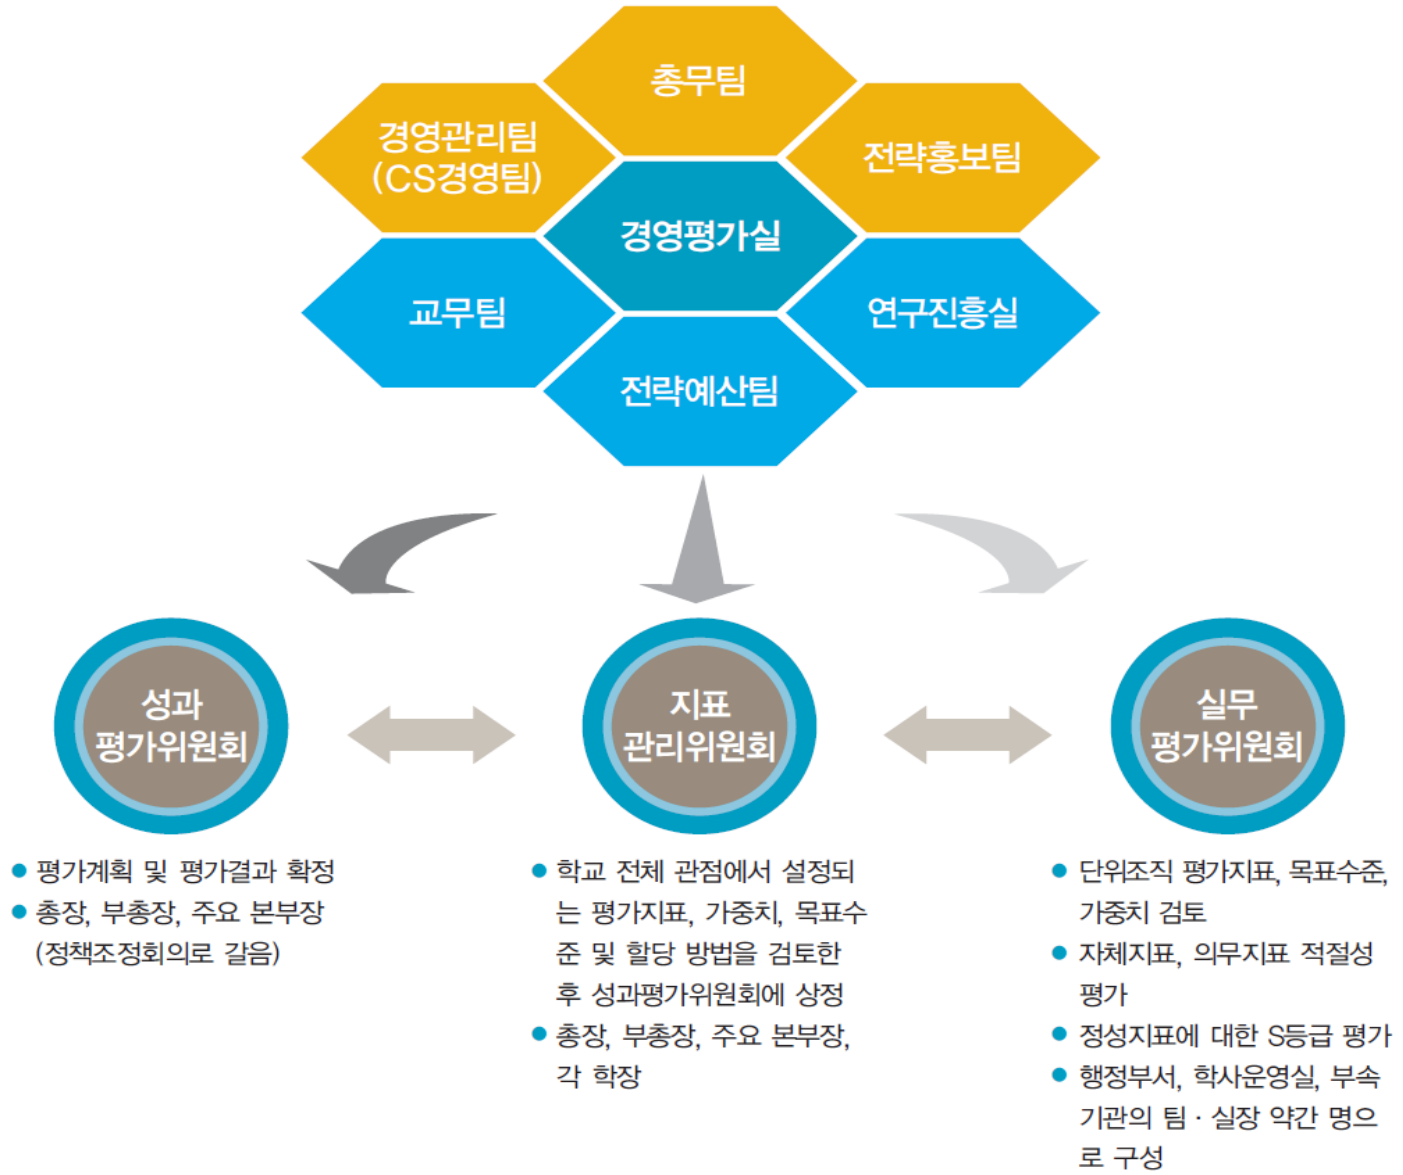 총무팀
경영관리팀
(CS경영팀)
전략홍보팀
경영평가실
교무팀
연구진흥실
전략예산팀
성과
평가위원회
지표
관리위원회
실무
평가위원회
● 평가계획 및 평가결과 확정
● 총장, 부총장, 주요 본부장
(정책조정회의로 갈음)
● 학교 전체 관점에서 설정되
는 평가지표, 가중치, 목표수
준 및 할당 방법을 검토한
후 성과평가위원회에 상정
● 총장, 부총장, 주요 본부장,
각 학장
● 단위조직 평가지표, 목표수준,
가중치 검토
● 자체지표, 의무지표 적절성
평가
● 정성지표에 대한 S등급 평가
● 행정부서, 학사운영실, 부속
기관의 팀 · 실장 약간 명으
로 구성